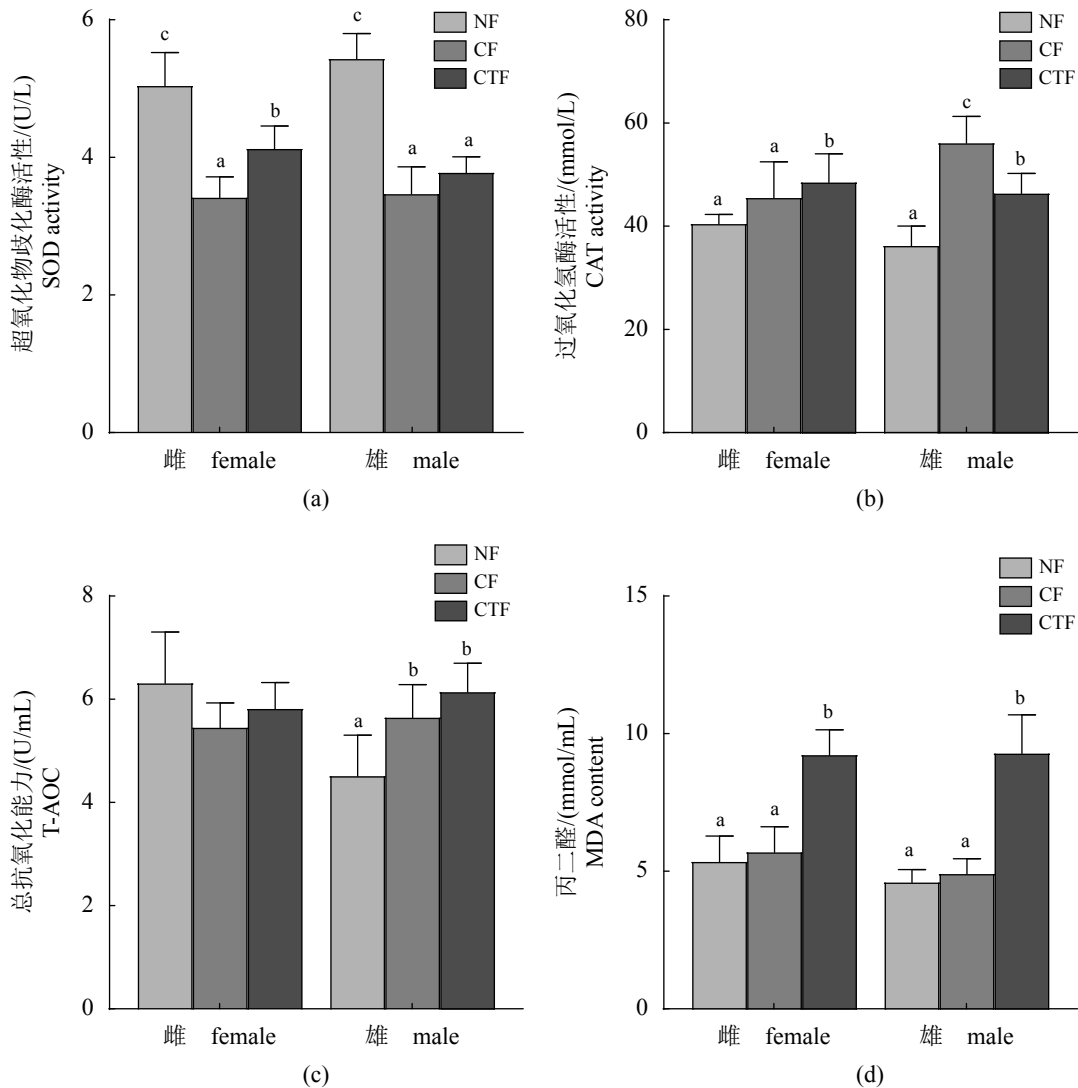 6
4
2
0
超氧化物歧化酶活性/(U/L)
SOD activity
c
a
b
c
a
a
NF
CF
CTF
雌 female
雄 male
(a)
80
60
40
20
0
过氧化氢酶活性/(mmol/L)
CAT activity
a
a
b
a
c
b
NF
CF
CTF
雌 female
雄 male
(b)
8
6
4
2
0
总抗氧化能力/(U/mL)
T-AOC
a
b
b
NF
CF
CTF
雌 female
雄 male
(c)
15
10
5
0
丙二醛/(mmol/mL)
MDA content
a
a
b
a
a
b
NF
CF
CTF
雌 female
雄 male
(d)